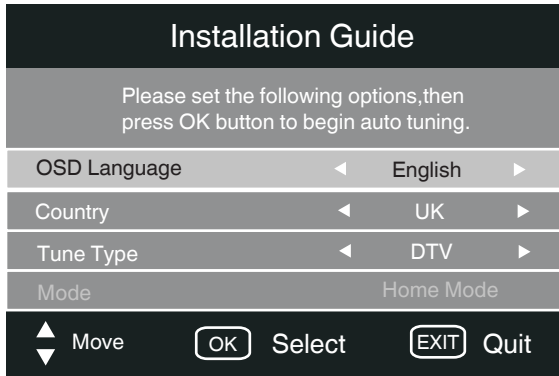 Installation Guide
Please set the following options,then
press OK button to begin auto tuning.
OSD Language English
Country UK
Tune Type DTV
Mode Home Mode
Move OK Select EXIT Quit